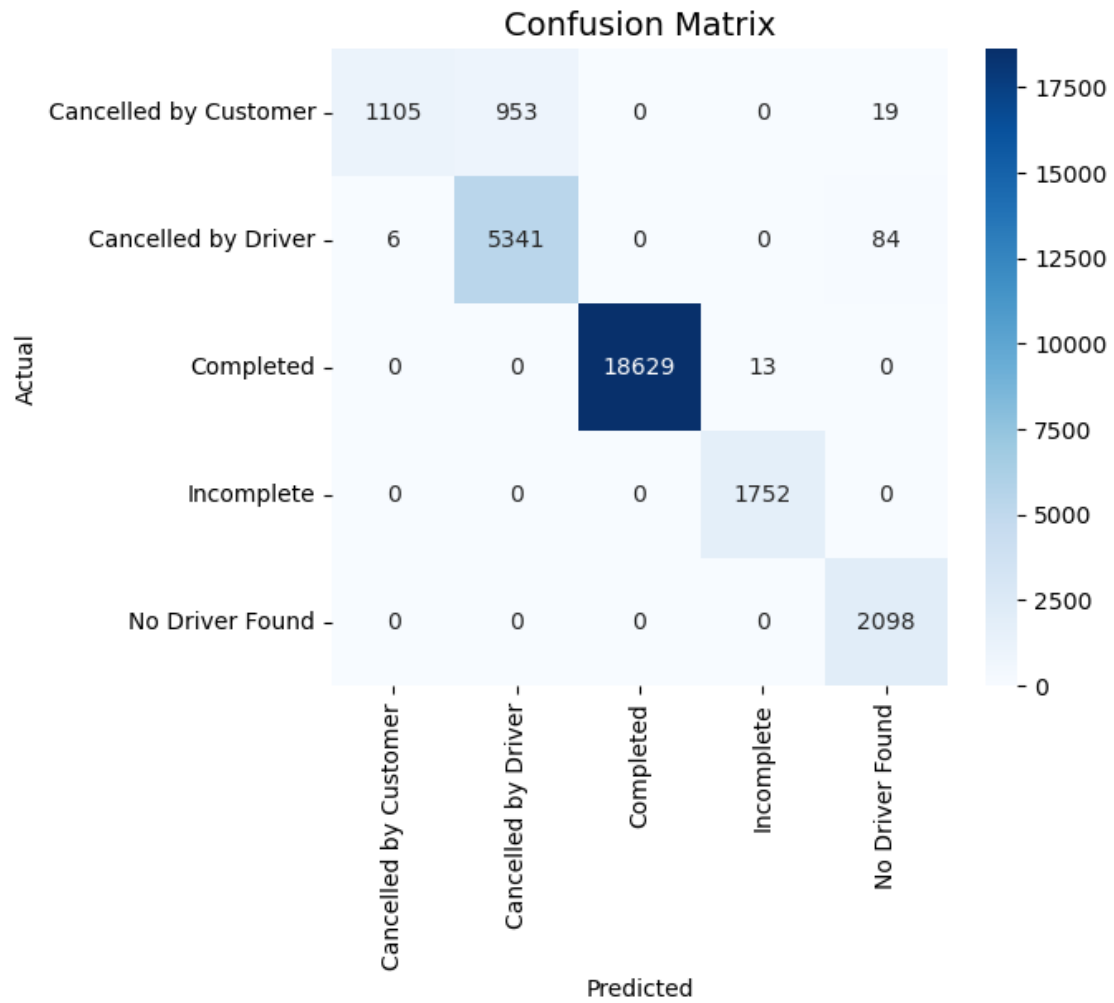 Confusion Matrix
Actual
Cancelled by Customer 1105 953 0 0 19
Cancelled by Driver 6 5341 0 0 84
Completed 0 0 18629 13 0
Incomplete 0 0 0 1752 0
No Driver Found 0 0 0 0 2098
Cancelled by Customer
Cancelled by Driver
Completed
Incomplete
No Driver Found
Predicted
17500
15000
12500
10000
7500
5000
2500
0